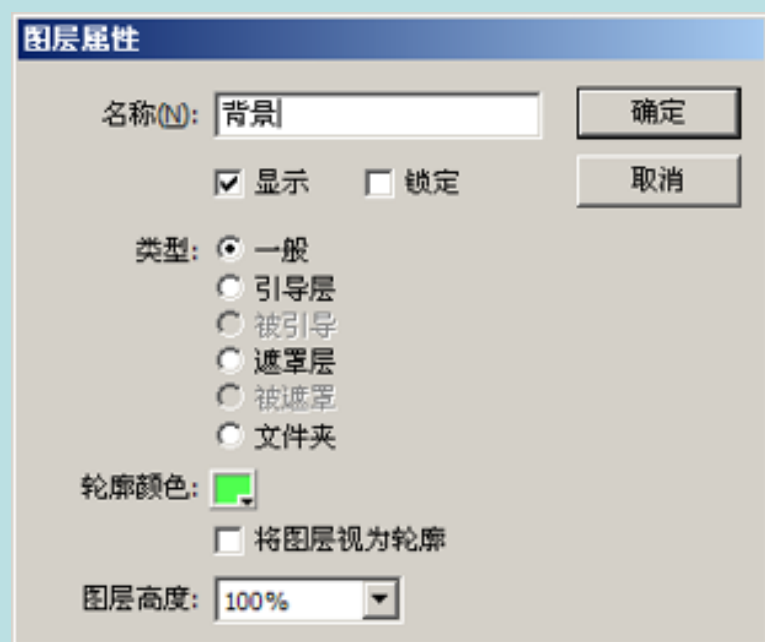 图层属性
名称(N): 背景 确定
显示 锁定 取消
类型: 一般
引导层
被引导
遮罩层
被遮罩
文件夹
轮廓颜色:
将图层视为轮廓
图层高度: 100%